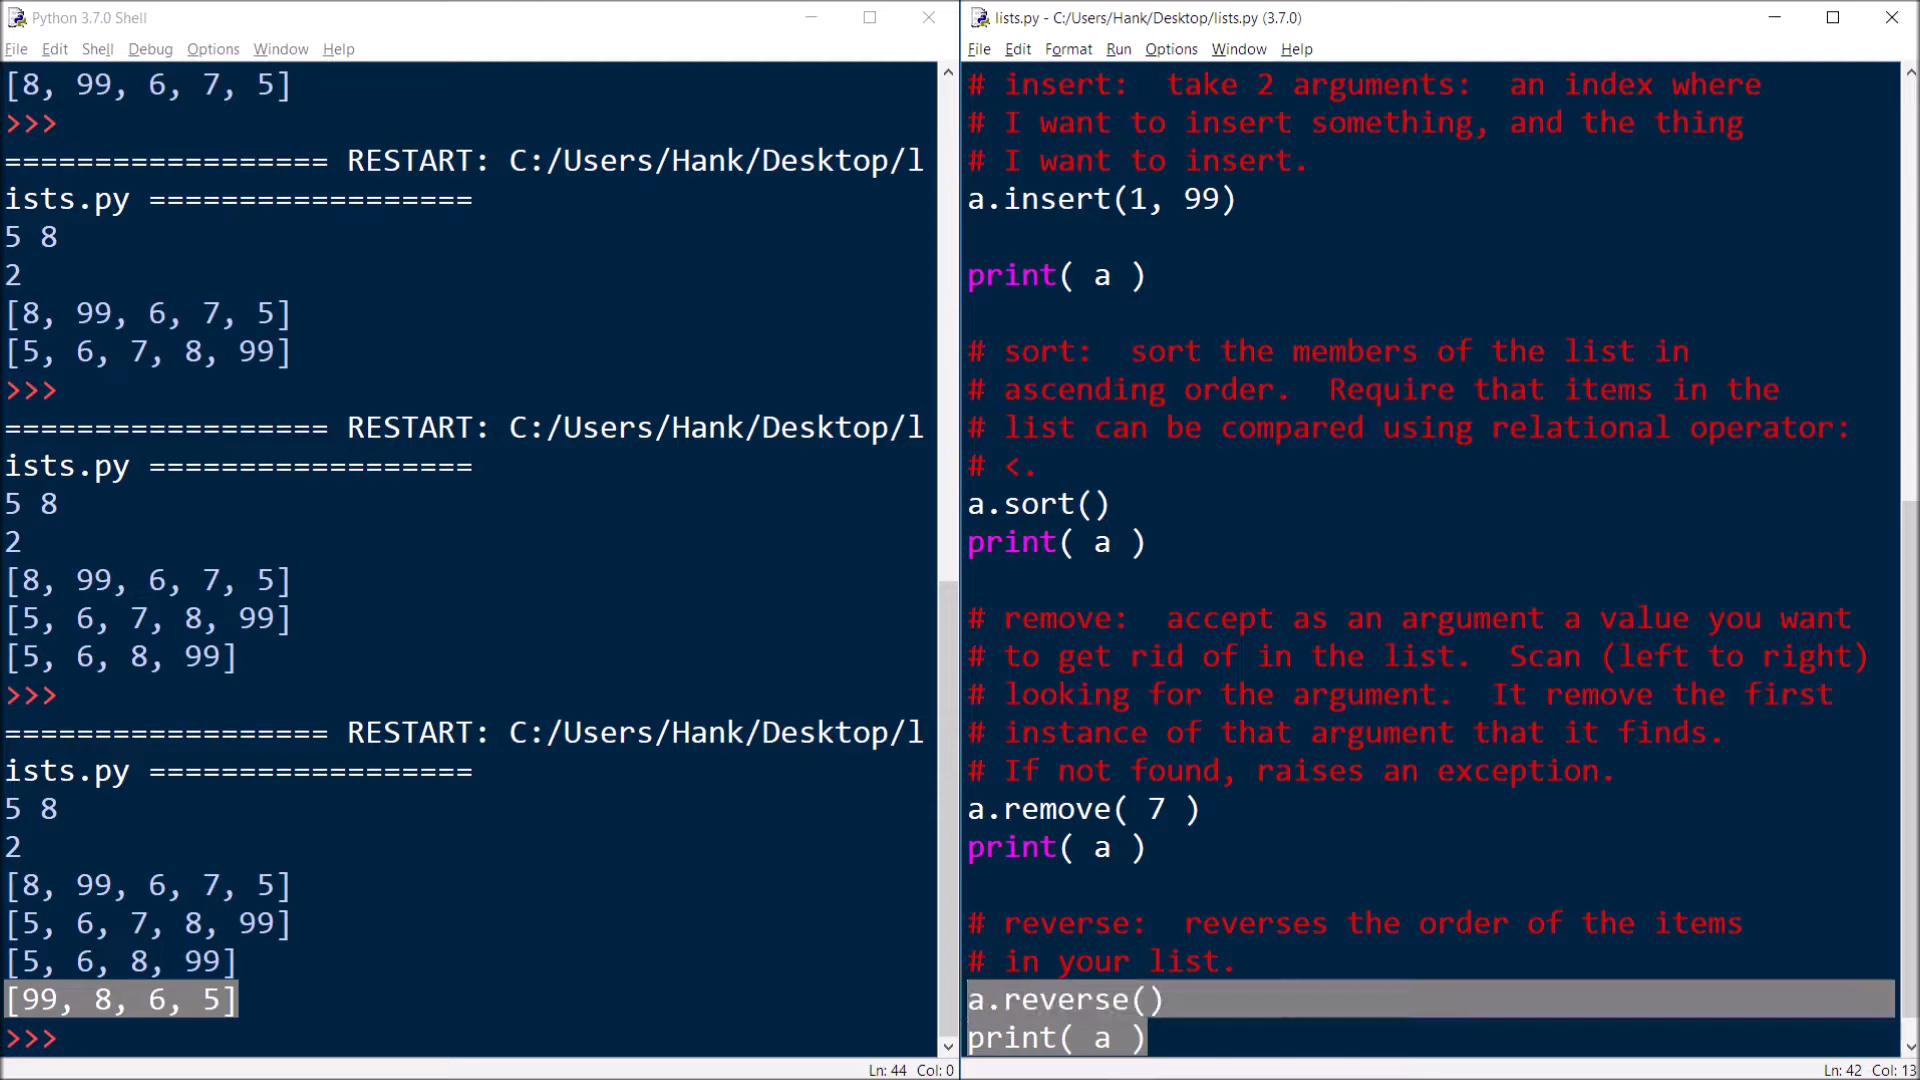 Python 3.7.0 Shell
File Edit Shell Debug Options Window Help
[8, 99, 6, 7, 5]
>>>
================== RESTART: C:/Users/Hank/Desktop/l
ists.py ==================
5 8
2
[8, 99, 6, 7, 5]
[5, 6, 7, 8, 99]
>>>
================== RESTART: C:/Users/Hank/Desktop/l
ists.py ==================
5 8
2
[8, 99, 6, 7, 5]
[5, 6, 7, 8, 99]
[5, 6, 8, 99]
>>>
================== RESTART: C:/Users/Hank/Desktop/l
ists.py ==================
5 8
2
[8, 99, 6, 7, 5]
[5, 6, 7, 8, 99]
[5, 6, 8, 99]
[99, 8, 6, 5]
>>>
Ln: 44 Col: 0
lists.py - C:/Users/Hank/Desktop/lists.py (3.7.0)
File Edit Format Run Options Window Help
# insert:  take 2 arguments:  an index where
# I want to insert something, and the thing
# I want to insert.
a.insert(1, 99)
print( a )
# sort:  sort the members of the list in
# ascending order.  Require that items in the
# list can be compared using relational operator:
# <.
a.sort()
print( a )
# remove:  accept as an argument a value you want
# to get rid of in the list.  Scan (left to right)
# looking for the argument.  It remove the first
# instance of that argument that it finds.
# If not found, raises an exception.
a.remove( 7 )
print( a )
# reverse:  reverses the order of the items
# in your list.
a.reverse()
print( a )
Ln: 42 Col: 13